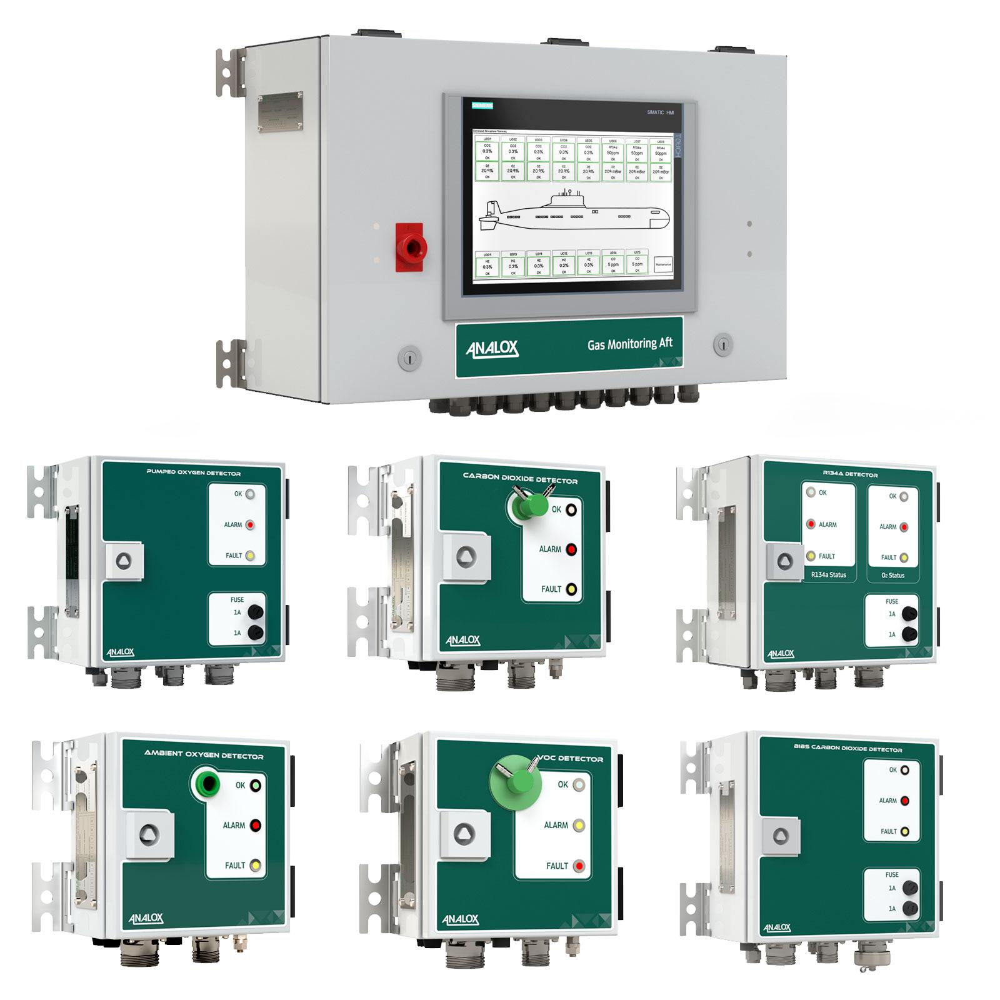 SIEMENS
SIMATIC HMI
TOUCH
U001 U002 U003 U004 U005 U006 U007 U008
CO2 CO2 CO2 CO2 CO2 R134a R134a R134a
0.3% 0.3% 0.3% 0.3% 0.3% 50ppm 50ppm 50ppm
OK OK OK OK OK OK OK OK
O2 O2 O2 O2 O2 O2 O2 O2
20.9% 20.9% 20.9% 20.9% 20.9% 209 mBar 209 mBar 209 mBar
OK OK OK OK OK OK OK OK
U009 U010 U011 U012 U013 U014 U015
H2 H2 H2 H2 H2 CO CO
0.3% 0.3% 0.3% 0.3% 0.3% 5 ppm 5 ppm
OK OK OK OK OK OK OK
Maintenance
ANALOX
Gas Monitoring Aft
PUMPED OXYGEN DETECTOR
OK
ALARM
FAULT
FUSE
1A
1A
ANALOX
CARBON DIOXIDE DETECTOR
OK
ALARM
FAULT
ANALOX
R134A DETECTOR
OK
ALARM
FAULT
R134a Status
OK
ALARM
FAULT
O2 Status
FUSE
1A
1A
ANALOX
AMBIENT OXYGEN DETECTOR
OK
ALARM
FAULT
ANALOX
VOC DETECTOR
OK
ALARM
FAULT
ANALOX
BIBS CARBON DIOXIDE DETECTOR
OK
ALARM
FAULT
FUSE
1A
1A
ANALOX